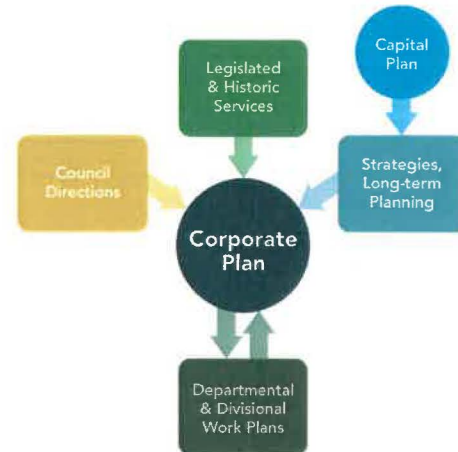 Capital
Plan
Legislated
& Historic
Services
Council
Directions
Strategies,
Long-term
Planning
Corporate
Plan
Departmental
& Divisional
Work Plans